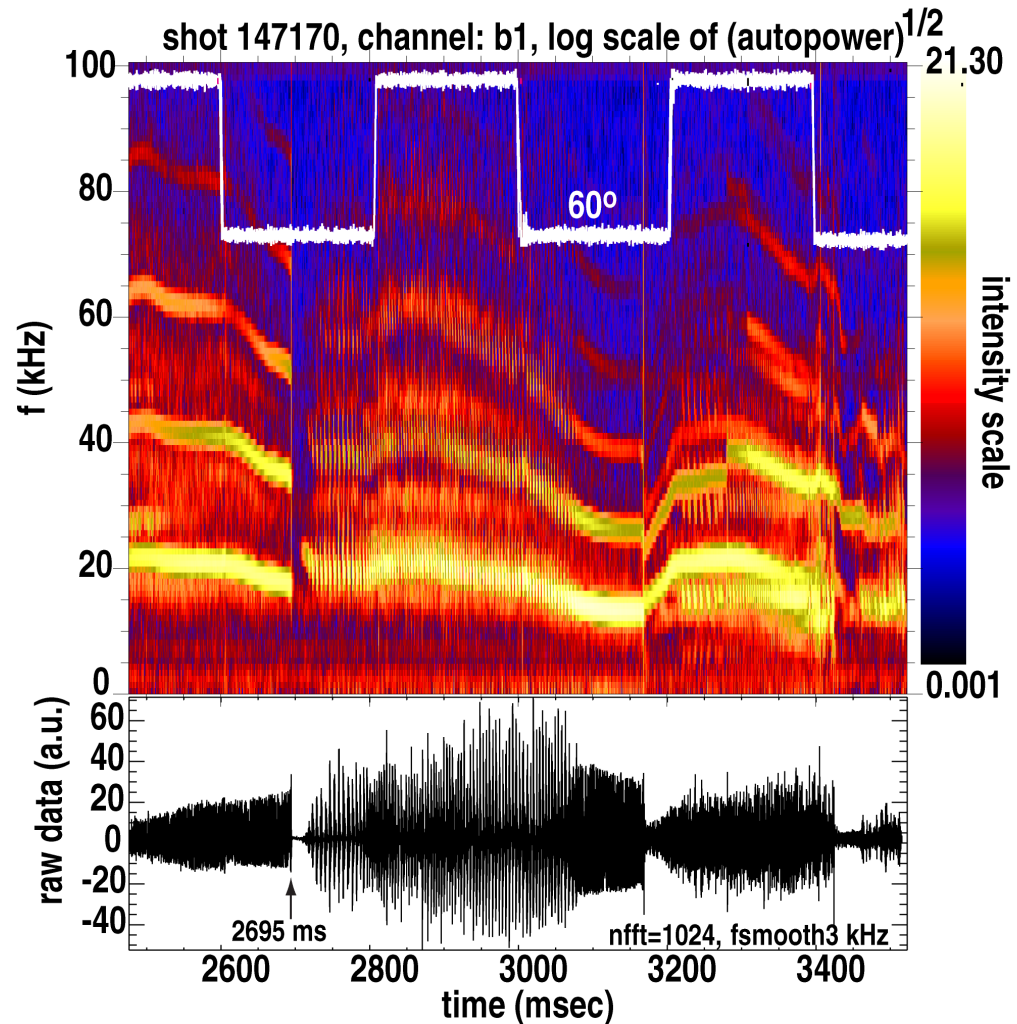 shot 147170, channel: b1, log scale of (autopower)1/2
21.30
100
80
60
40
20
0
f (kHz)
60º
intensity scale
0.001
60
40
20
0
-20
-40
raw data (a.u.)
2695 ms
nfft=1024, fsmooth3 kHz
2600 2800 3000 3200 3400
time (msec)